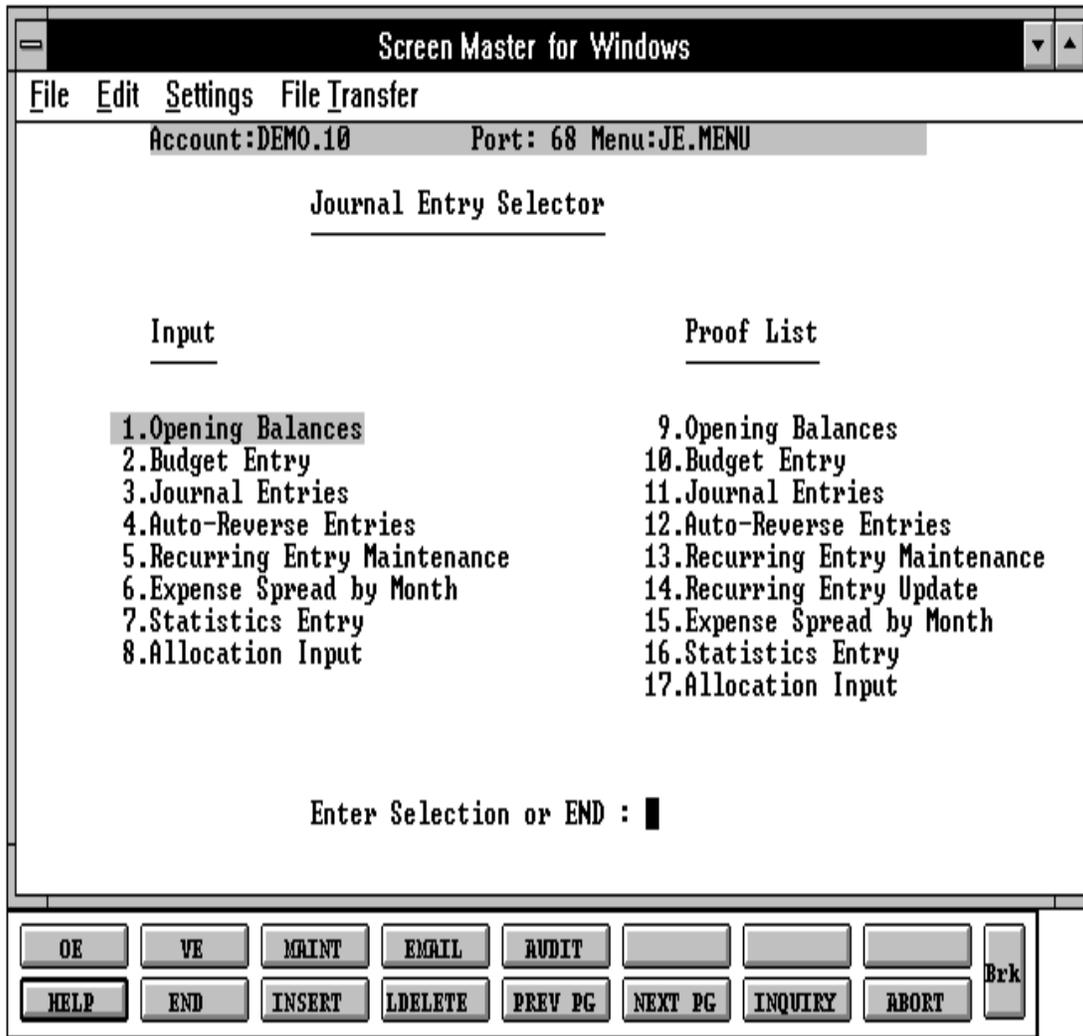 Screen Master for Windows
File Edit Settings File Transfer
Account:DEMO.10 Port: 68 Menu:JE.MENU
Journal Entry Selector
Input
1.Opening Balances
2.Budget Entry
3.Journal Entries
4.Auto-Reverse Entries
5.Recurring Entry Maintenance
6.Expense Spread by Month
7.Statistics Entry
8.Allocation Input
Proof List
9.Opening Balances
10.Budget Entry
11.Journal Entries
12.Auto-Reverse Entries
13.Recurring Entry Maintenance
14.Recurring Entry Update
15.Expense Spread by Month
16.Statistics Entry
17.Allocation Input
Enter Selection or END :
OE VE MAINT EMAIL AUDIT
Brk
HELP END INSERT LDELETE PREV PG NEXT PG INQUIRY ABORT